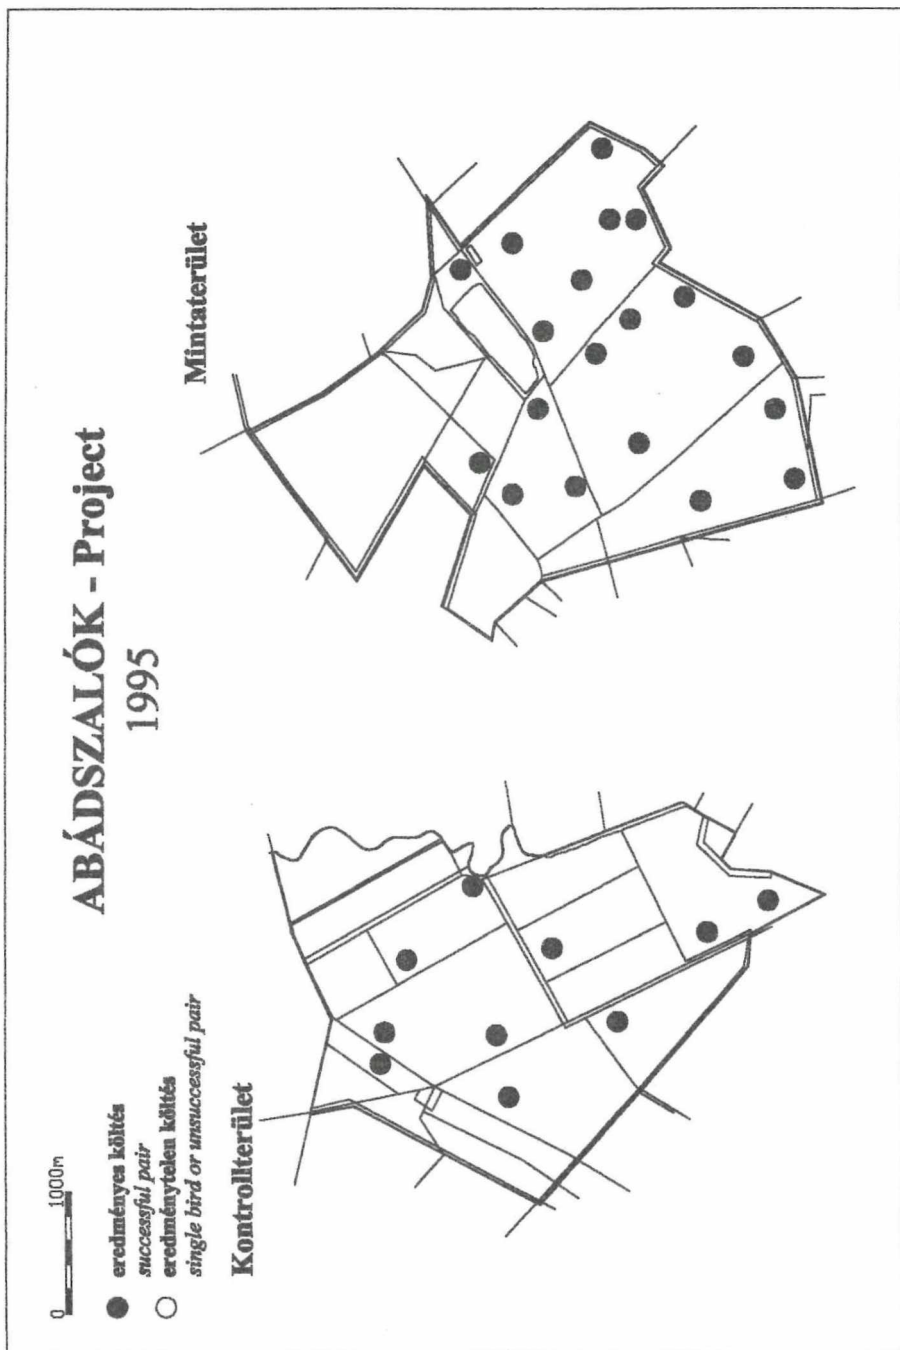 ABÁDSZALÓK - Project
1995
0 1000m
eredményes költés
successful pair
eredménytelen költés
single bird or unsuccessful pair
Kontrollterület
Mintaterület